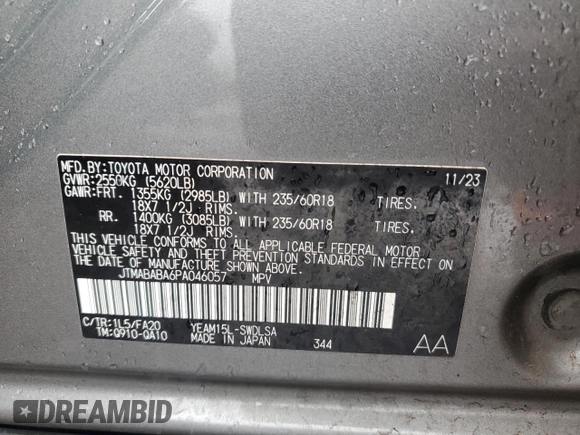 MFD.BY:TOYOTA MOTOR CORPORATION 11/23
GVWR:2550KG (5620LB)
GAWR:FRT. 1355KG (2985LB) WITH 235/60R18 TIRES.
18X7 1/2J RIMS.
RR. 1400KG (3085LB) WITH 235/60R18 TIRES.
18X7 1/2J RIMS.
THIS VEHICLE CONFORMS TO ALL APPLICABLE FEDERAL MOTOR
VEHICLE SAFETY AND THEFT PREVENTION STANDARDS IN EFFECT ON
THE DATE OF MANUFACTURE SHOWN ABOVE.
JTMABABA6PA046057 MPV
C/TR:1L5/FA20 YEAM15L-SWDLSA
TM:Q910-QA10 MADE IN JAPAN 344 AA
DREAMBID